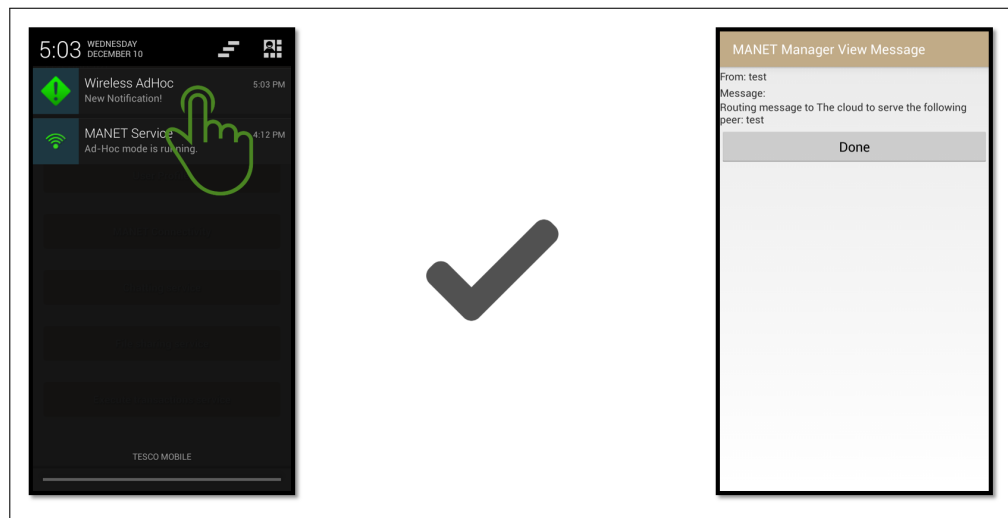 5:03 WEDNESDAY
DECEMBER 10
Wireless AdHoc 5:03 PM
New Notification!
MANET Service 4:12 PM
Ad-Hoc mode is running.
TESCO MOBILE
MANET Manager View Message
From: test
Message:
Routing message to The cloud to serve the following
peer: test
Done